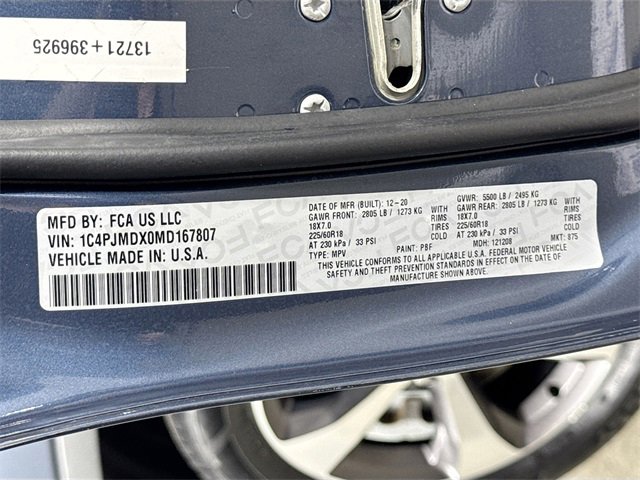 13721 + 396925
MFD BY: FCA US LLC
VIN: 1C4PJMDX0MD167807
VEHICLE MADE IN: U.S.A.
DATE OF MFR (BUILT): 12-20 GVWR: 5500 LB / 2495 KG
GAWR FRONT: 2805 LB / 1273 KG WITH GAWR REAR: 2805 LB / 1273 KG WITH
18X7.0 RIMS 18X7.0 RIMS
225/60R18 TIRES 225/60R18 TIRES
AT 230 kPa / 33 PSI AT 230 kPa / 33 PSI
TYPE: MPV PAINT: PBF MDH: 121208 MKT: 875
THIS VEHICLE CONFORMS TO ALL APPLICABLE U.S.A. FEDERAL MOTOR VEHICLE
SAFETY AND THEFT PREVENTION STANDARDS IN EFFECT ON THE DATE OF
MANUFACTURE SHOWN ABOVE.